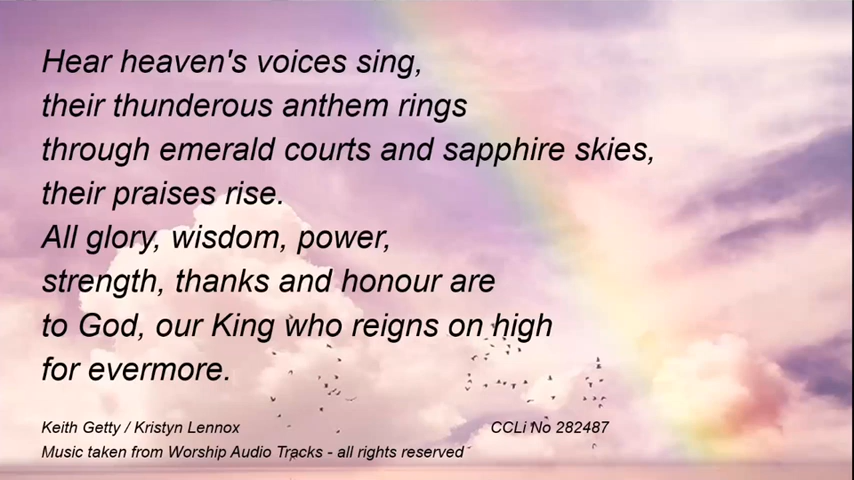 Hear heaven's voices sing,
their thunderous anthem rings
through emerald courts and sapphire skies,
their praises rise.
All glory, wisdom, power,
strength, thanks and honour are
to God, our King who reigns on high
for evermore.
Keith Getty / Kristyn Lennox CCLi No 282487
Music taken from Worship Audio Tracks - all rights reserved